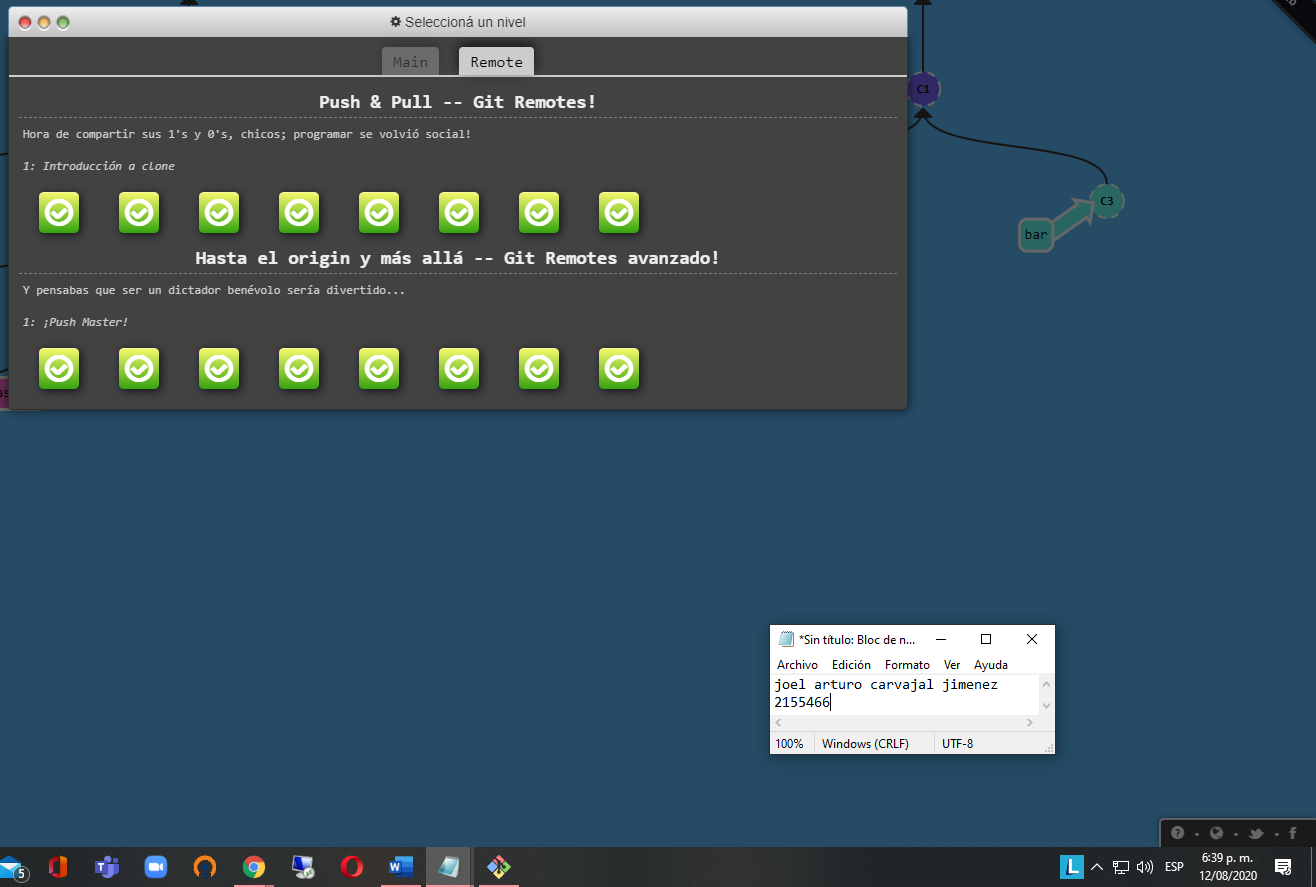 Seleccioná un nivel
Main
Remote
Push & Pull -- Git Remotes!
Hora de compartir sus 1's y 0's, chicos; programar se volvió social!
1: Introducción a clone
Hasta el origin y más allá -- Git Remotes avanzado!
Y pensabas que ser un dictador benévolo sería divertido...
1: ¡Push Master!
C1
C3
bar
*Sin título: Bloc de n...
Archivo Edición Formato Ver Ayuda
joel arturo carvajal jimenez
2155466
100% Windows (CRLF) UTF-8
5
L
ESP
6:39 p. m.
12/08/2020